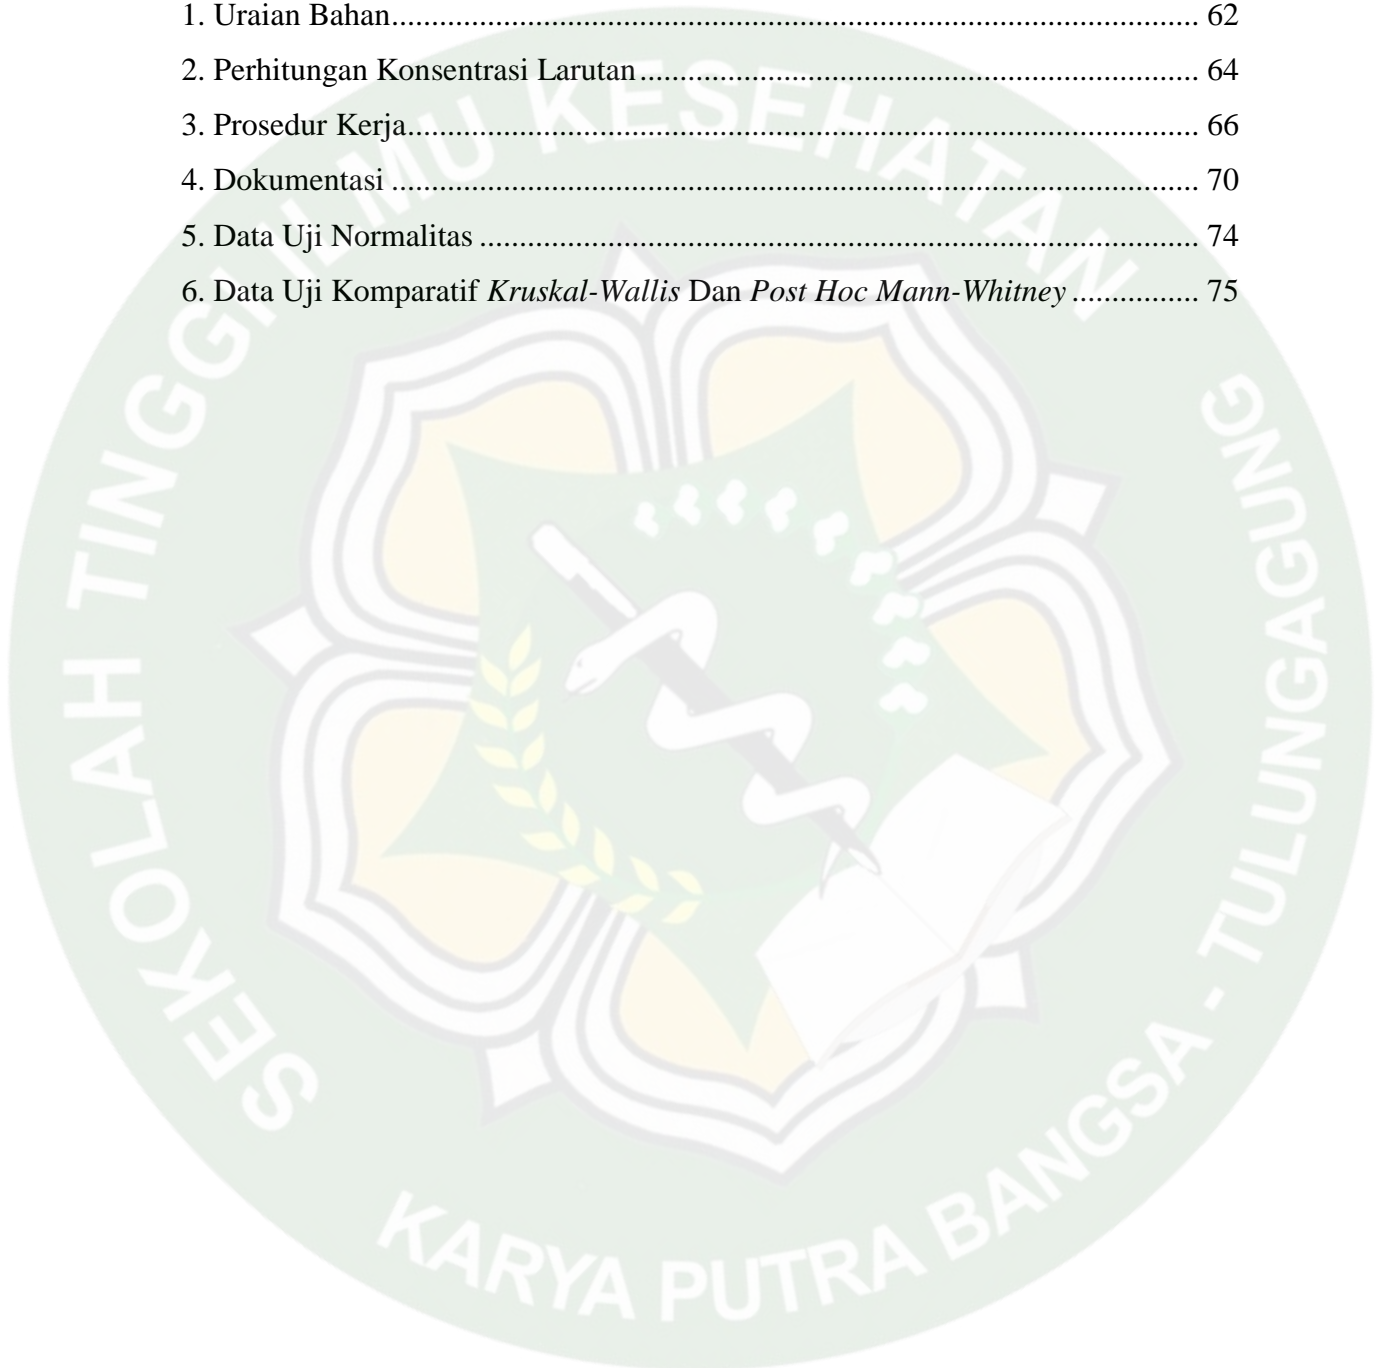 1. Uraian Bahan.................................................................................................... 62
2. Perhitungan Konsentrasi Larutan..................................................................... 64
3. Prosedur Kerja.................................................................................................. 66
4. Dokumentasi.................................................................................................... 70
5. Data Uji Normalitas......................................................................................... 74
6. Data Uji Komparatif Kruskal-Wallis Dan Post Hoc Mann-Whitney............... 75
SEKOLAH TINGGI ILMU KESEHATAN
KARYA PUTRA BANGSA - TULUNGAGUNG